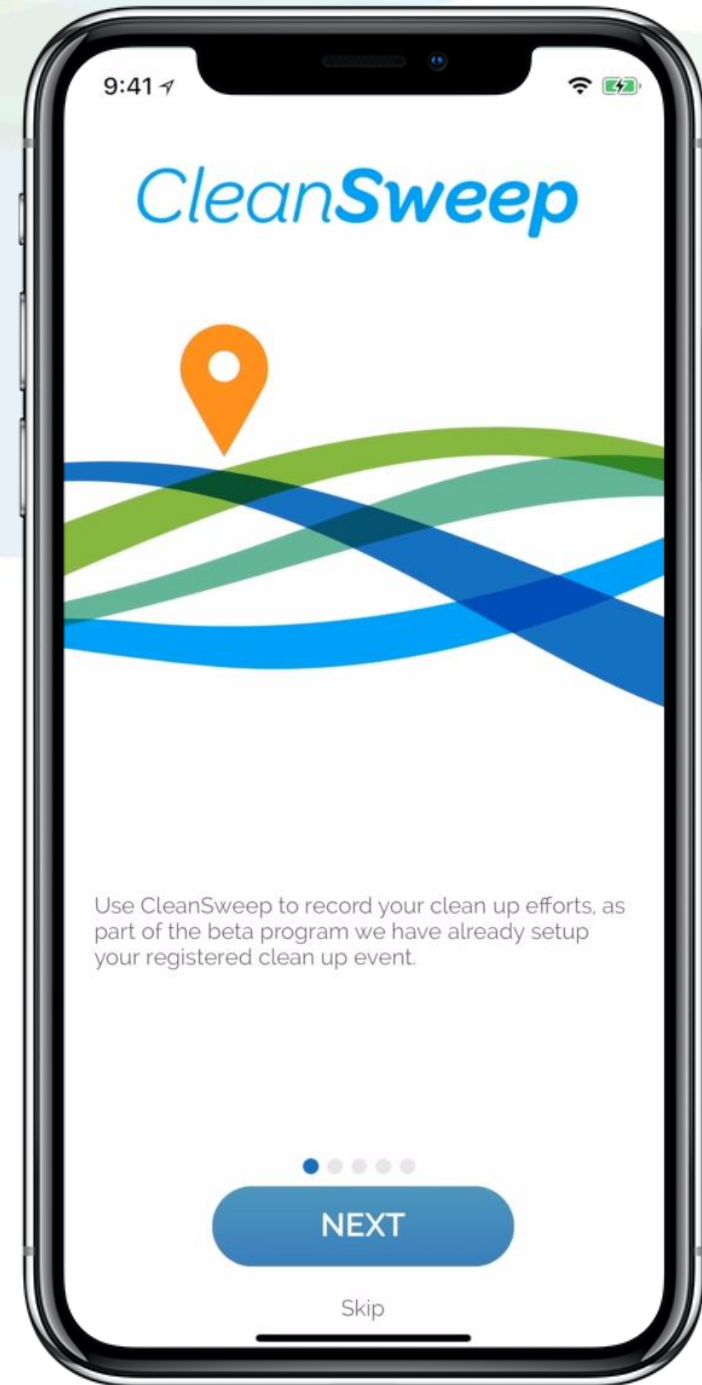 9:41
CleanSweep
Use CleanSweep to record your clean up efforts, as
part of the beta program we have already setup
your registered clean up event.
NEXT
Skip